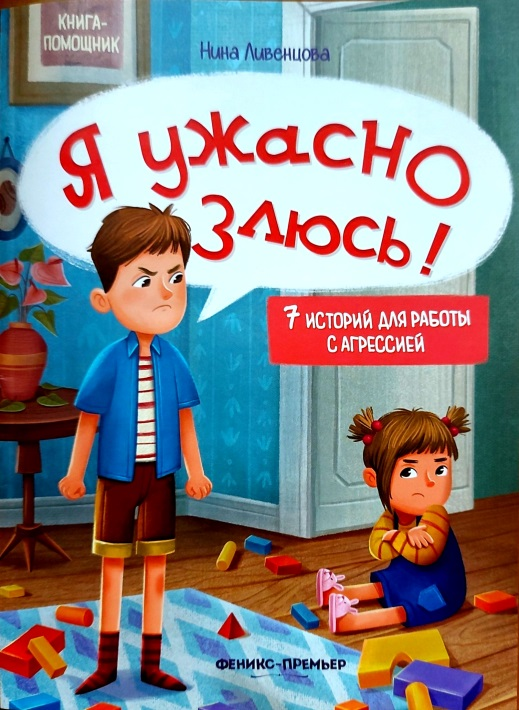 КНИГА-
ПОМОЩНИК
Нина Ливенцова
Я УЖАСНО
ЗЛЮСЬ!
7 ИСТОРИЙ ДЛЯ РАБОТЫ
С АГРЕССИЕЙ
ФЕНИКС-ПРЕМЬЕР